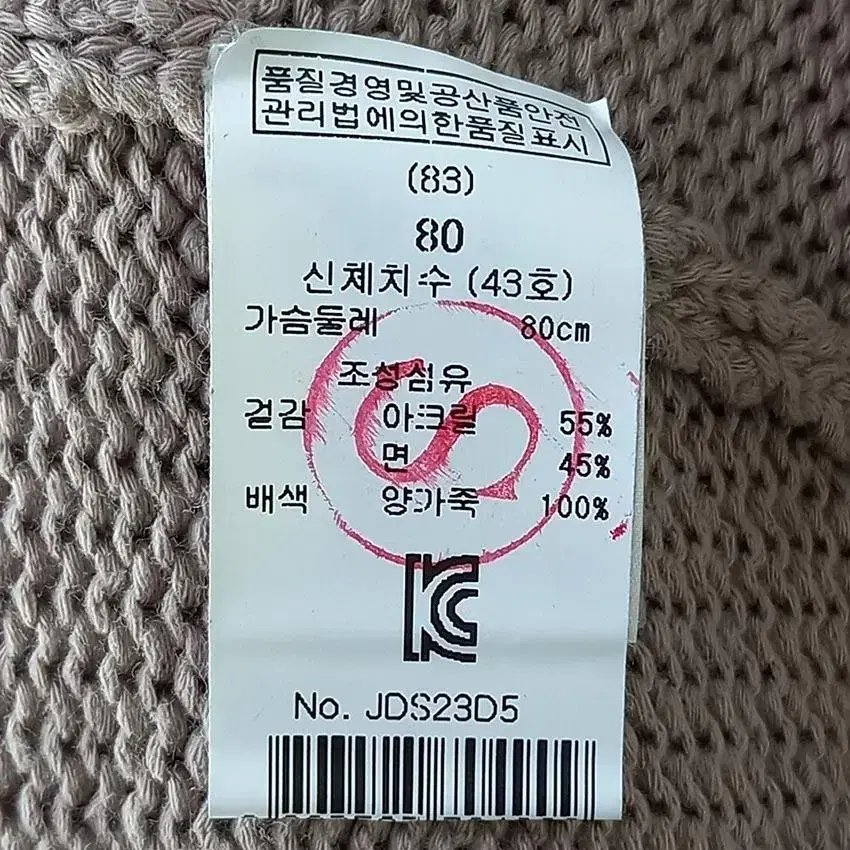 품질경영및공산품안전
관리법에의한품질표시
(83)
80
신체치수 (43호)
가슴둘레 80cm
조성섬유
겉감 아크릴 55%
면 45%
배색 양가죽 100%
KC
No. JDS23D5